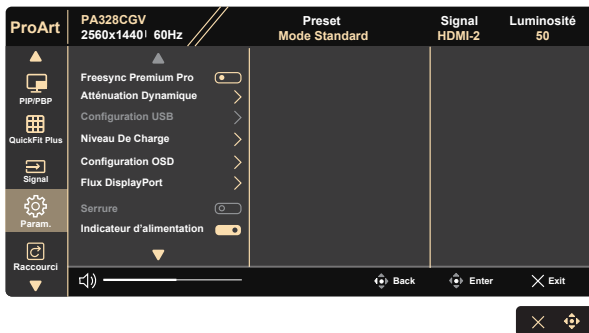 ProArt
PA328CGV
2560x1440 60Hz
Preset
Mode Standard
Signal
HDMI-2
Luminosité
50
PIP/PBP
QuickFit Plus
Signal
Param.
Raccourci
Freesync Premium Pro
Atténuation Dynamique
Configuration USB
Niveau De Charge
Configuration OSD
Flux DisplayPort
Serrure
Indicateur d'alimentation
Back
Enter
Exit